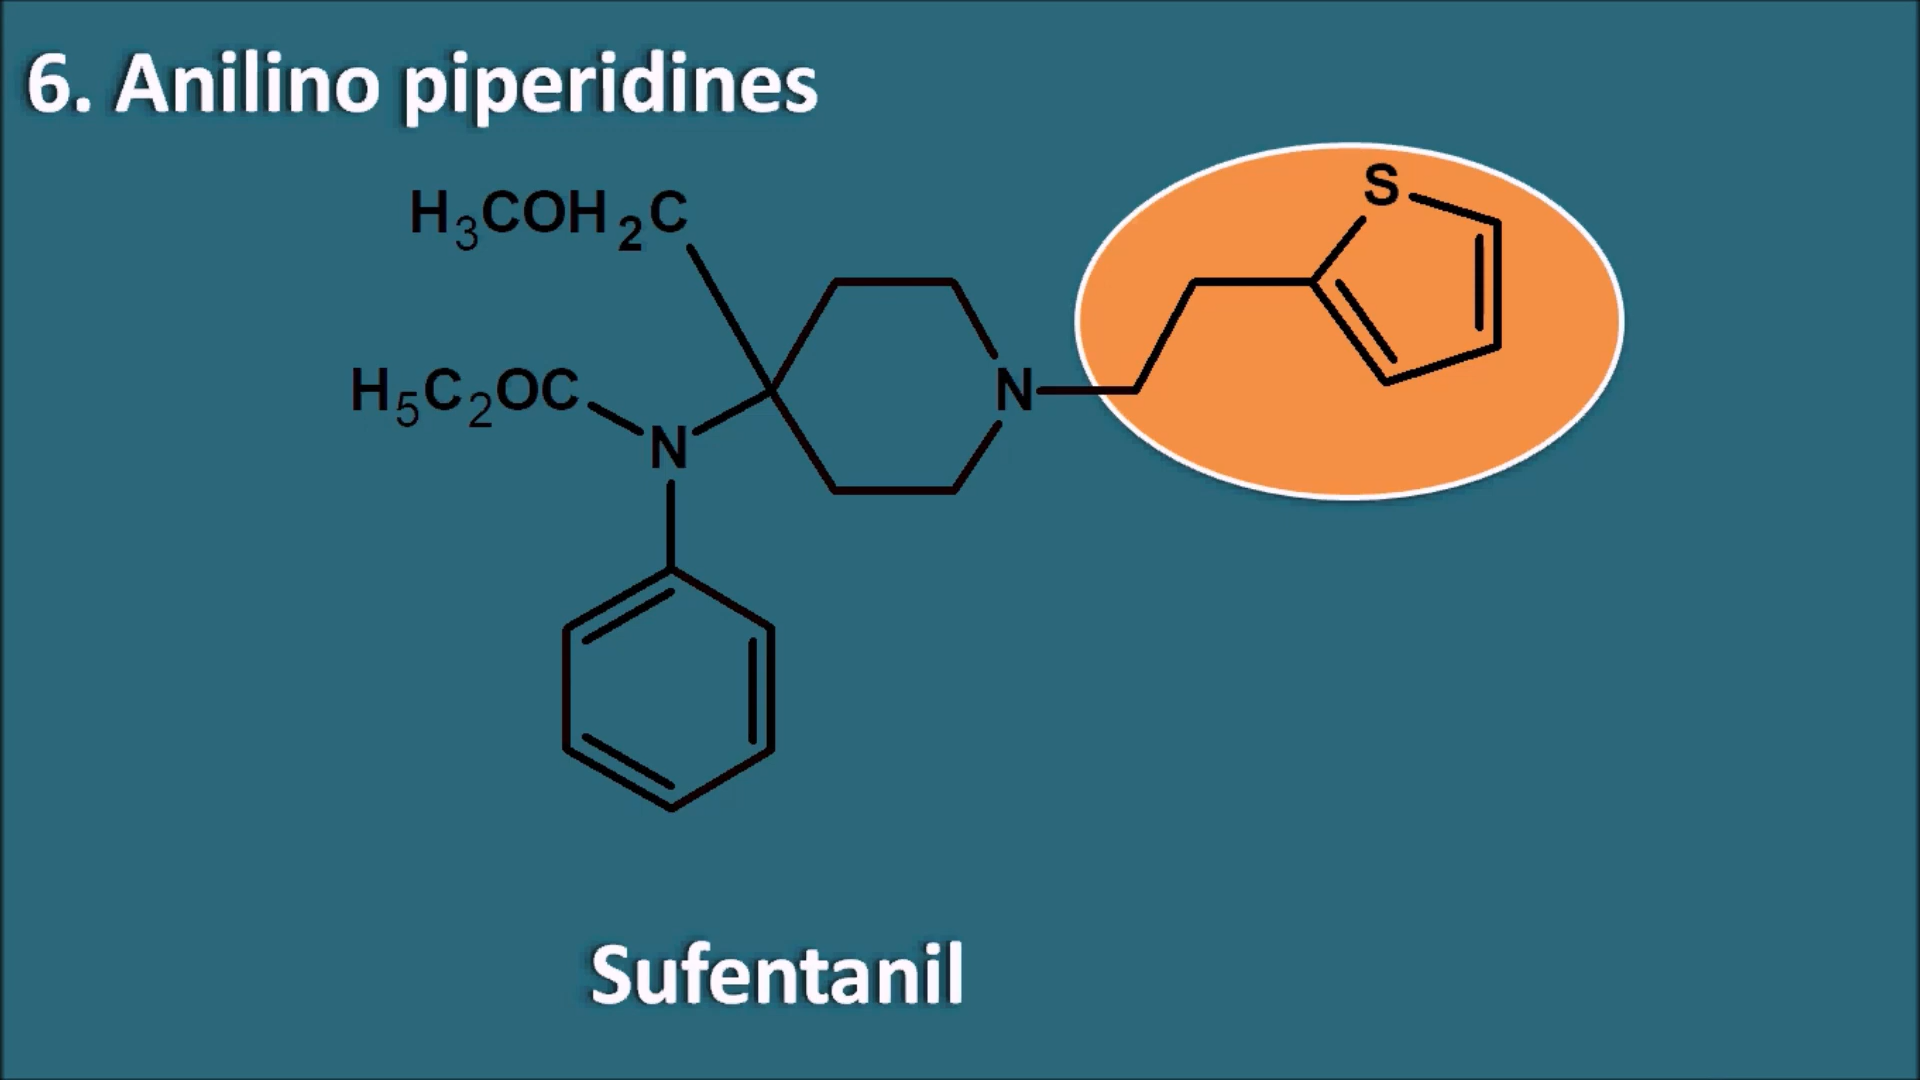 6. Anilino piperidines
H₃COH₂C
S
H₅C₂OC
N
N
Sufentanil